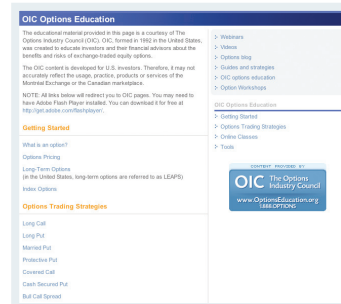 OIC Options Education
The educational material provided in this page is a courtesy of The
Options Industry Council (OIC). OIC, formed in 1992 in the United States,
was created to educate investors and their financial advisors about the
benefits and risks of exchange-traded equity options.
The OIC content is developed for U.S. investors. Therefore, it may not
accurately reflect the usage, practice, products or services of the
Montreal Exchange or the Canadian marketplace.
NOTE: All links below will redirect you to OIC pages. You may need to
have Adobe Flash Player installed. You can download it for free at
http://get.adobe.com/flashplayer/.
Getting Started
What is an option?
Options Pricing
Long-Term Options
(in the United States, long-term options are referred to as LEAPS)
Index Options
Options Trading Strategies
Long Call
Long Put
Married Put
Protective Put
Covered Call
Cash Secured Put
Bull Call Spread
> Webinars
> Videos
> Options blog
> Guides and strategies
> OIC options education
> Option Workshops
OIC Options Education
> Getting Started
> Options Trading Strategies
> Online Classes
> Tools
CONTENT PROVIDED BY
OIC The Options
Industry Council
www.OptionsEducation.org
1.888.OPTIONS